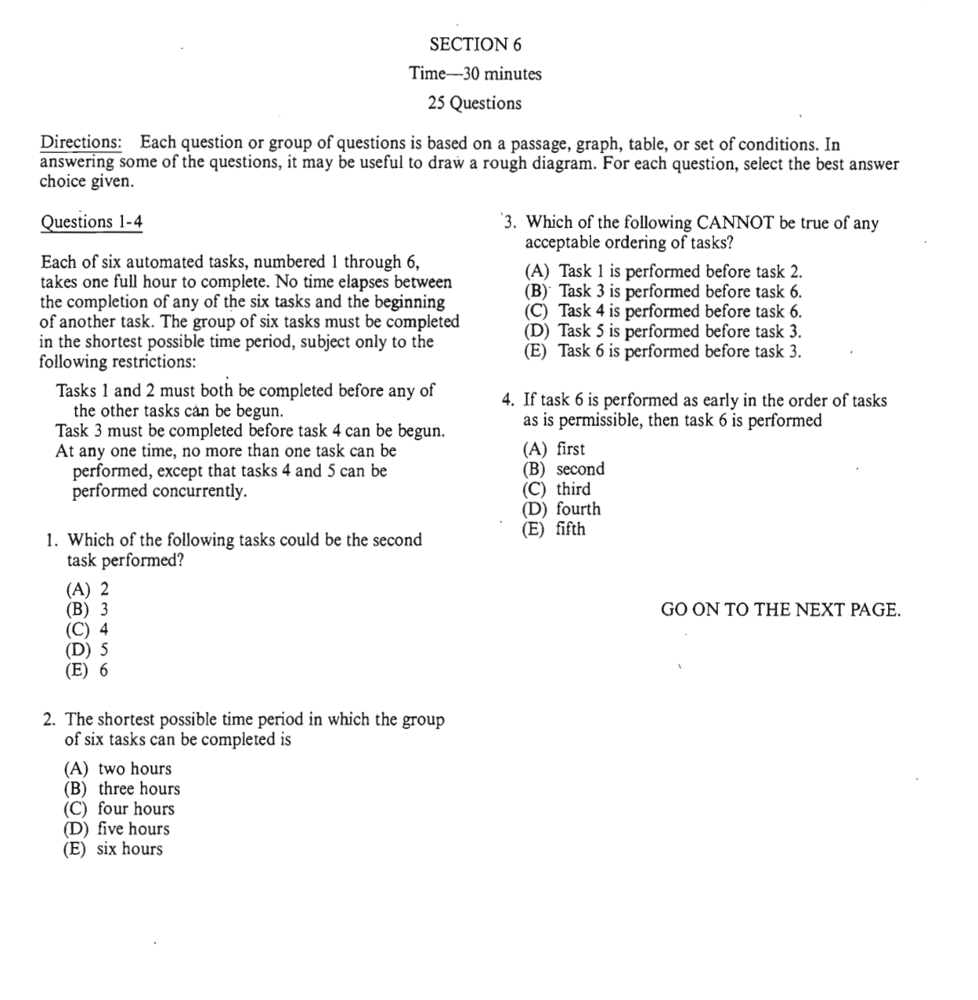 SECTION 6
Time—30 minutes
25 Questions
Directions: Each question or group of questions is based on a passage, graph, table, or set of conditions. In
answering some of the questions, it may be useful to draw a rough diagram. For each question, select the best answer
choice given.
Questions 1-4
Each of six automated tasks, numbered 1 through 6,
takes one full hour to complete. No time elapses between
the completion of any of the six tasks and the beginning
of another task. The group of six tasks must be completed
in the shortest possible time period, subject only to the
following restrictions:
Tasks 1 and 2 must both be completed before any of
the other tasks can be begun.
Task 3 must be completed before task 4 can be begun.
At any one time, no more than one task can be
performed, except that tasks 4 and 5 can be
performed concurrently.
1. Which of the following tasks could be the second
task performed?
(A) 2
(B) 3
(C) 4
(D) 5
(E) 6
2. The shortest possible time period in which the group
of six tasks can be completed is
(A) two hours
(B) three hours
(C) four hours
(D) five hours
(E) six hours
3. Which of the following CANNOT be true of any
acceptable ordering of tasks?
(A) Task 1 is performed before task 2.
(B) Task 3 is performed before task 6.
(C) Task 4 is performed before task 6.
(D) Task 5 is performed before task 3.
(E) Task 6 is performed before task 3.
4. If task 6 is performed as early in the order of tasks
as is permissible, then task 6 is performed
(A) first
(B) second
(C) third
(D) fourth
(E) fifth
GO ON TO THE NEXT PAGE.